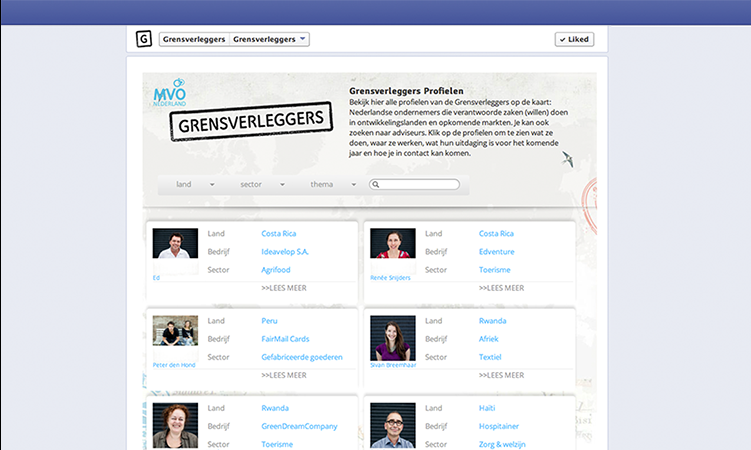 G Grensverleggers Grensverleggers ✓ Liked
MVO
NEDERLAND
GRENSVERLEGGERS
Grensverleggers Profielen
Bekijk hier alle profielen van de Grensverleggers op de kaart:
Nederlandse ondernemers die verantwoorde zaken (willen) doen
in ontwikkelingslanden en opkomende markten. Je kan ook
zoeken naar adviseurs. Klik op de profielen om te zien wat ze
doen, waar ze werken, wat hun uitdaging is voor het komende
jaar en hoe je in contact kan komen.
land sector thema
Land Costa Rica
Bedrijf Ideavelop S.A.
Sector Agrifood
Ed
>>LEES MEER
Land Costa Rica
Bedrijf Edventure
Sector Toerisme
Renée Snijders
>>LEES MEER
Land Peru
Bedrijf FairMail Cards
Sector Gefabriceerde goederen
Peter den Hond
>>LEES MEER
Land Rwanda
Bedrijf Afriek
Sector Textiel
Sivan Breemhaar
>>LEES MEER
Land Rwanda
Bedrijf GreenDreamCompany
Sector Toerisme
Land Haïti
Bedrijf Hospitainer
Sector Zorg & welzijn